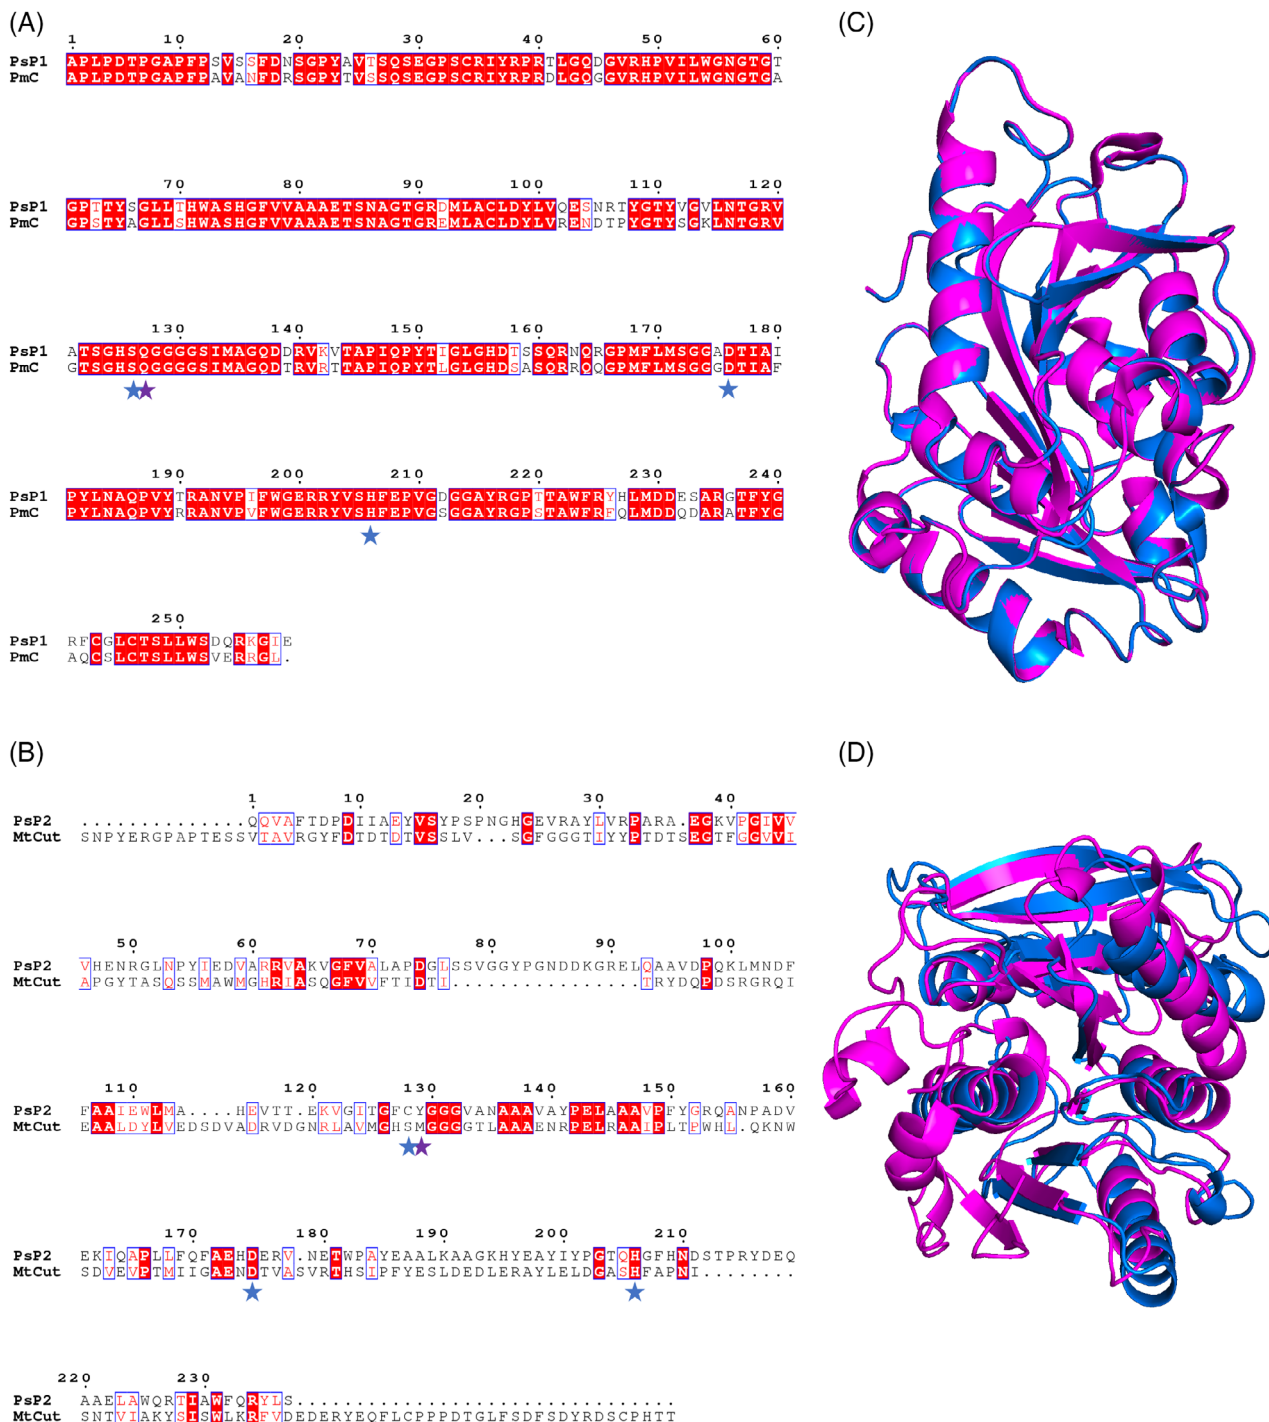 (A)
1 10 20 30 40 50 60
PsP1 APLPDTPGAPFPSVSSFDNSGPYAVTSQSEGPSCRIYRPRTLGQDGVRHPVILWGNGTGT
PmC APLPDTPGAPFPAVANFDRSGPYTVSSQSEGPSCRIYRPRDLGQGGVRHPVILWGNGTGA
70 80 90 100 110 120
PsP1 GPTTYSGLLTHWASHGFVVAAAETSNAGTGRDMLACLDYLVQESNRTYGTYVGVLNTGRV
PmC GPSTYAGLLSHWASHGFVVAAAETSNAGTGREMLACLDYLVRENDTPYGTYSGKLNTGRV
130 140 150 160 170 180
PsP1 ATSGHSQGGGGSIMAGQDDRVKVTAPIQPYTIGLGHDTSSQRNQRGPMFLMSGGADTIAI
PmC GTSGHSQGGGGSIMAGQDTRVRTTAPIQPYTLGLGHDSASQRRQQGPMFLMSGGGDTIAF
190 200 210 220 230 240
PsP1 PYLNAQPVYTRANVPIFWGERRYVSHFEPVGDGGAYRGPTTAWFRYHLMDDESARGTFYG
PmC PYLNAQPVYRRANVPVFWGERRYVSHFEPVGSGGAYRGPSTAWFRFQLMDDQDARATFYG
250
PsP1 RFCGLCTSLLWSDQRKGIE
PmC AQCSLCTSLLWSVERRGL.
(B)
1 10 20 30 40
PsP2 ..............QQVAFTDPDIIAEYVSYPSPNGHGEVRAYLVRPARA.EGKVPGIVV
MtCut SNPYERGPAPTESSVTAVRGYFDTDTDTVSSLV...SGFGGGTIYYPTDTSEGTFGGVVI
50 60 70 80 90 100
PsP2 VHENRGLNPYIEDVARRVAKVGFVALAPDGLSSVGGYPGNDDKGRELQAAVDPQKLMNDF
MtCut APGYTASQSSMAWMGHRIASQGFVVFTIDTI................TRYDQPDSRGRQI
110 120 130 140 150 160
PsP2 FAAIEWLMA....HEVTT.EKVGITGFCYGGGVANAAAVAYPELAAAVPFYGRQANPADV
MtCut EAALDYLVEDSDVADRVDGNRLAVMGHSMGGGGTLAAAENRPELRAAIPLTPWHL.QKNW
170 180 190 200 210
PsP2 EKIQAPLLFQFAEHDERV.NETWPAYEAALKAAGKHYEAYIYPGTQHGFHNDSTPRYDEQ
MtCut SDVEVPTMIIGAENDTVASVRTHSIPFYESLDEDLERAYLELDGASHFAPNI........
220 230
PsP2 AAELAWQRTIAWFQRYLS................................
MtCut SNTVIAKYSISWLKRFVDEDERYEQFLCPPPDTGLFSDFSDYRDSCPHTT
(C)
(D)